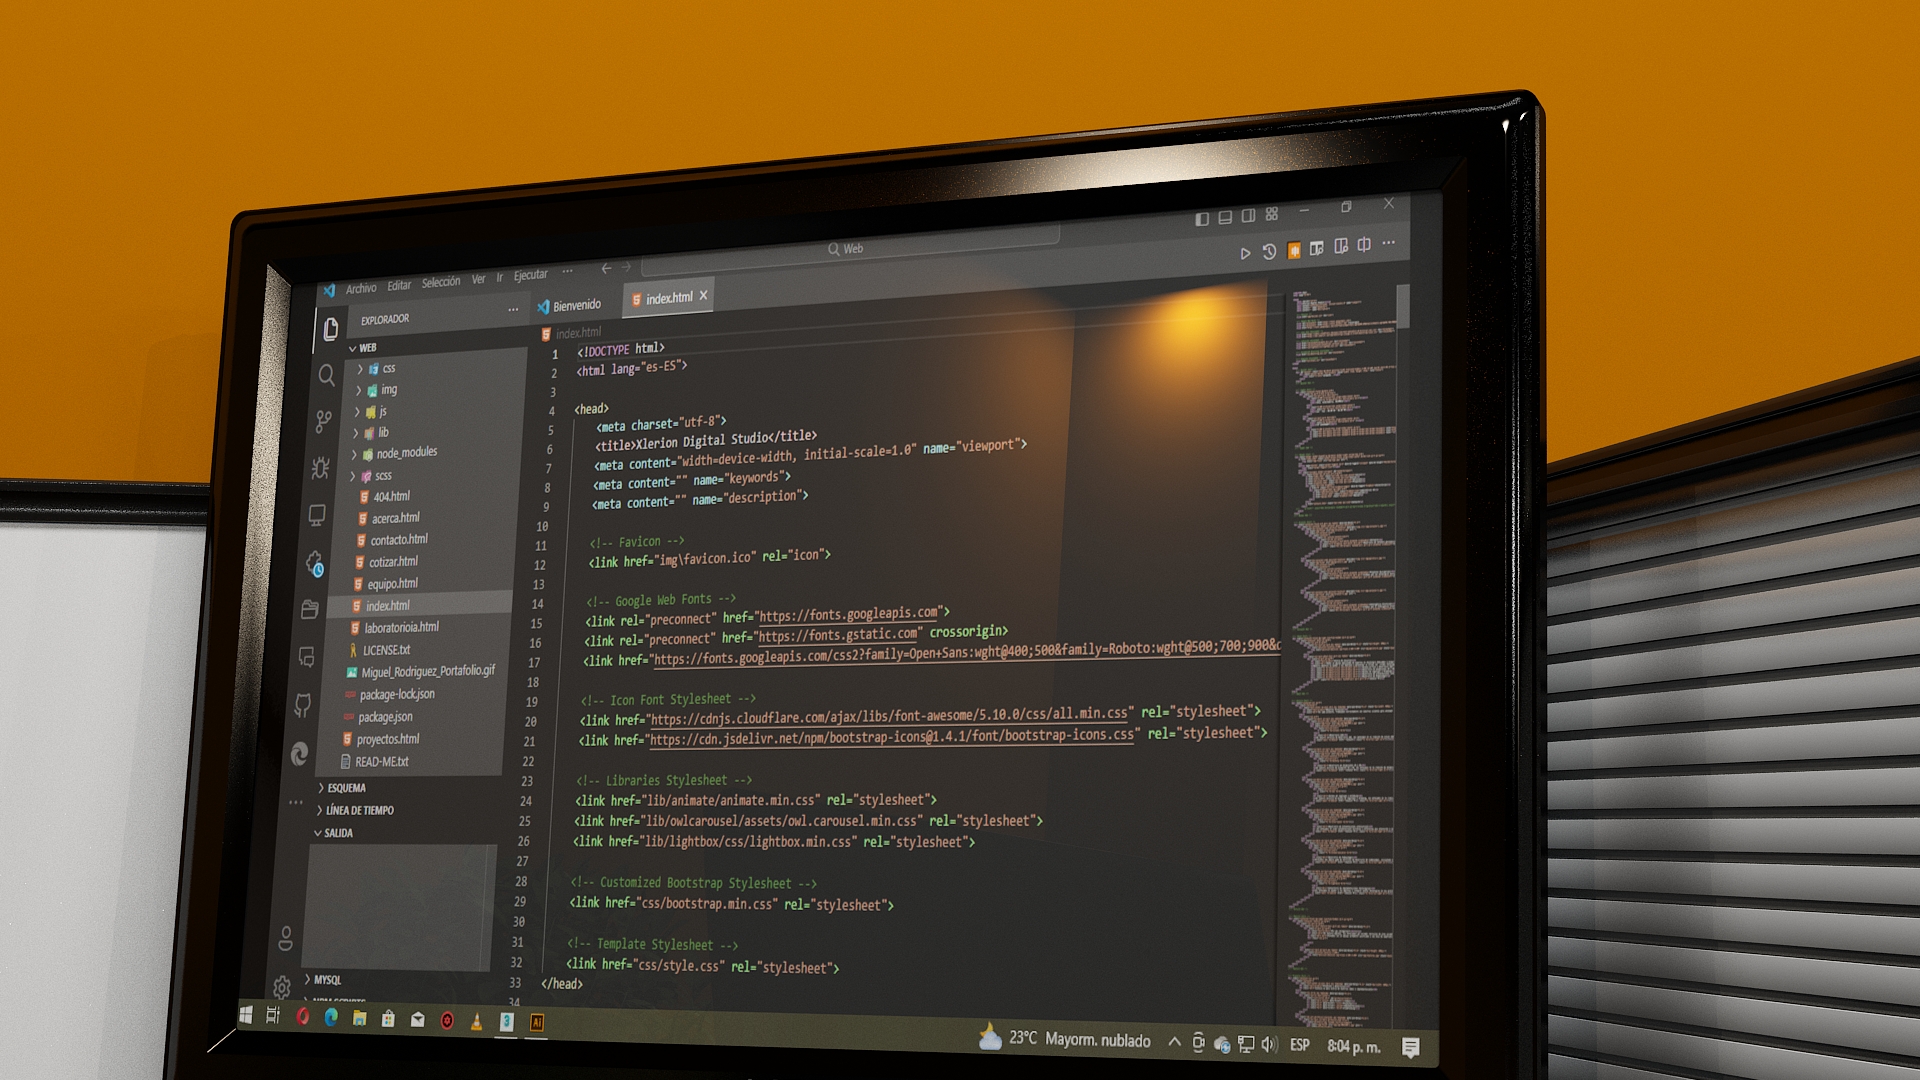 Archivo Editar Selección Ver Ir Ejecutar ···
Web
EXPLORADOR ···
Bienvenido
index.html
index.html
WEB
css
img
js
lib
node_modules
scss
404.html
acerca.html
contacto.html
cotizar.html
equipo.html
index.html
laboratorioia.html
LICENSE.txt
Miguel_Rodriguez_Portafolio.gif
package-lock.json
package.json
proyectos.html
READ-ME.txt
ESQUEMA
LÍNEA DE TIEMPO
SALIDA
MYSQL
NPM SCRIPTS
1 <!DOCTYPE html>
2 <html lang="es-ES">
3
4 <head>
5 <meta charset="utf-8">
6 <title>Xlerion Digital Studio</title>
7 <meta content="width=device-width, initial-scale=1.0" name="viewport">
8 <meta content="" name="keywords">
9 <meta content="" name="description">
10
11 <!-- Favicon -->
12 <link href="img\favicon.ico" rel="icon">
13
14 <!-- Google Web Fonts -->
15 <link rel="preconnect" href="https://fonts.googleapis.com">
16 <link rel="preconnect" href="https://fonts.gstatic.com" crossorigin>
17 <link href="https://fonts.googleapis.com/css2?family=Open+Sans:wght@400;500&family=Roboto:wght@500;700;900&d
18
19 <!-- Icon Font Stylesheet -->
20 <link href="https://cdnjs.cloudflare.com/ajax/libs/font-awesome/5.10.0/css/all.min.css" rel="stylesheet">
21 <link href="https://cdn.jsdelivr.net/npm/bootstrap-icons@1.4.1/font/bootstrap-icons.css" rel="stylesheet">
22
23 <!-- Libraries Stylesheet -->
24 <link href="lib/animate/animate.min.css" rel="stylesheet">
25 <link href="lib/owlcarousel/assets/owl.carousel.min.css" rel="stylesheet">
26 <link href="lib/lightbox/css/lightbox.min.css" rel="stylesheet">
27
28 <!-- Customized Bootstrap Stylesheet -->
29 <link href="css/bootstrap.min.css" rel="stylesheet">
30
31 <!-- Template Stylesheet -->
32 <link href="css/style.css" rel="stylesheet">
33 </head>
34
3
Ai
23°C Mayorm. nublado
ESP
8:04 p. m.